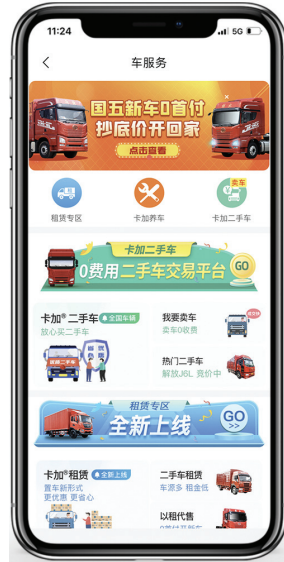 11:24
5G
车服务
国五新车0首付
抄底价开回家
点击查看
租赁专区
卡加养车
卖车
卡加二手车
卡加二手车
0费用二手车交易平台
GO
卡加® 二手车 全国车辆
放心买二手车
我要卖车
卖车0收费
热门二手车
解放J6L 竞价中
租赁专区
全新上线
GO
>>
卡加®租赁 全新上线
置车新形式
更优惠 更省心
二手车租赁
车源多 租金低
以租代售